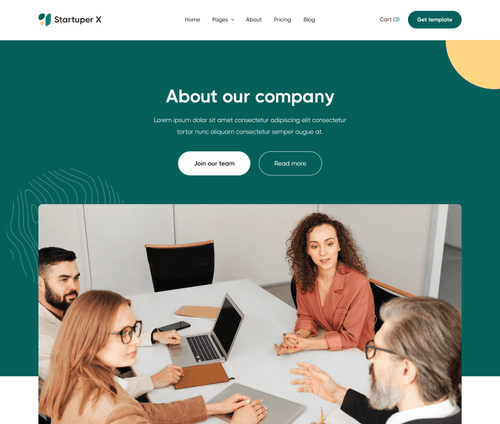 Startuper X
Home Pages About Pricing Blog
Cart (3)
Get template
About our company
Lorem ipsum dolor sit amet consectetur adipiscing elit consectetur
tortor nunc aliquam consectetur semper augue at.
Join our team
Read more